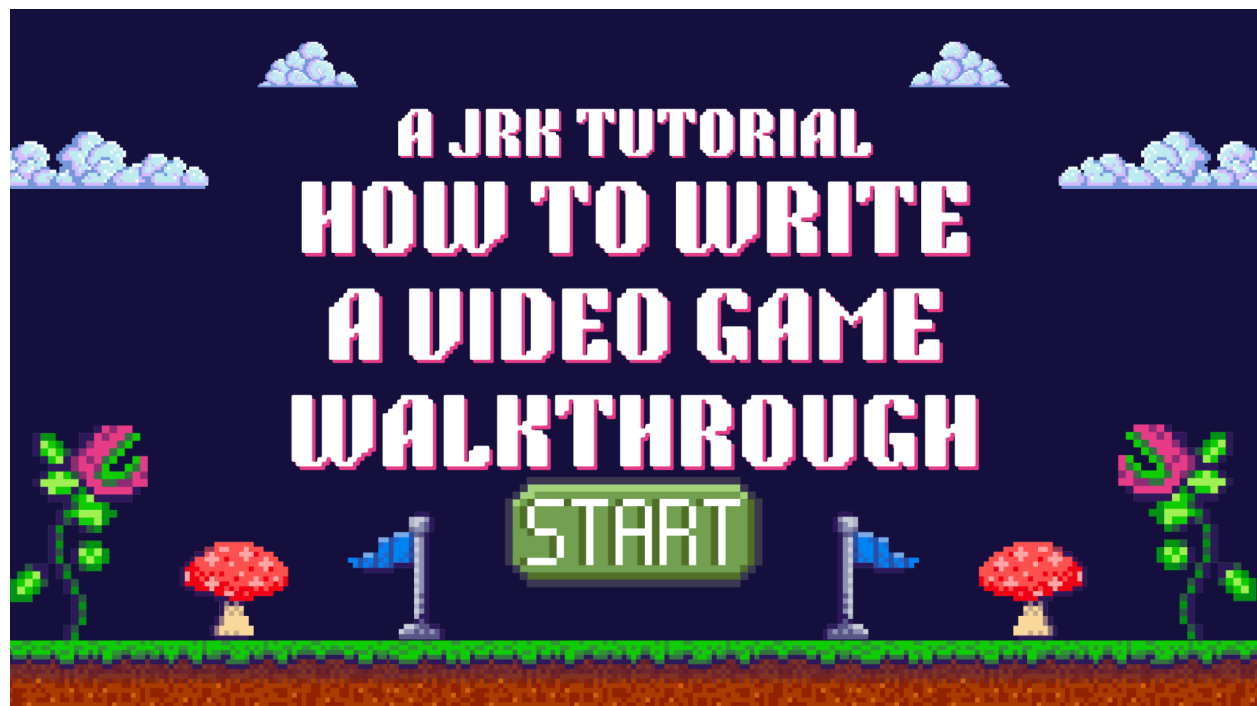 A JRK TUTORIAL
HOW TO WRITE
A VIDEO GAME
WALKTHROUGH
START